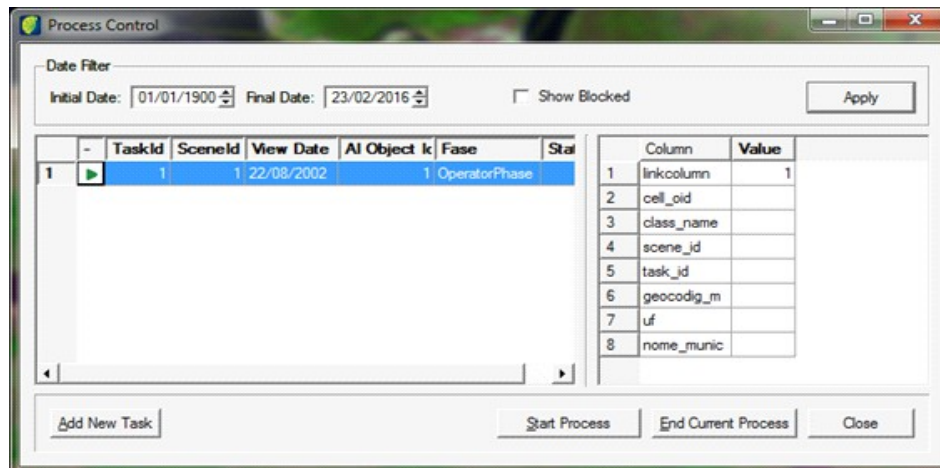 Process Control
Date Filter
Initial Date: 01/01/1900 Final Date: 23/02/2016 Show Blocked Apply
- TaskId SceneId View Date AI Object I Fase Stat
1 1 1 22/08/2002 1 OperatorPhase
Column Value
1 linkcolumn 1
2 cell_oid
3 class_name
4 scene_id
5 task_id
6 geocodig_m
7 uf
8 nome_munic
Add New Task Start Process End Current Process Close